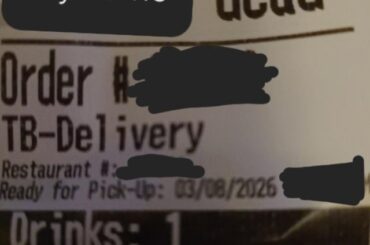 Order #
TB-Delivery
Restaurant #:
Ready for Pick-Up: 03/08/2026
Drinks: 1